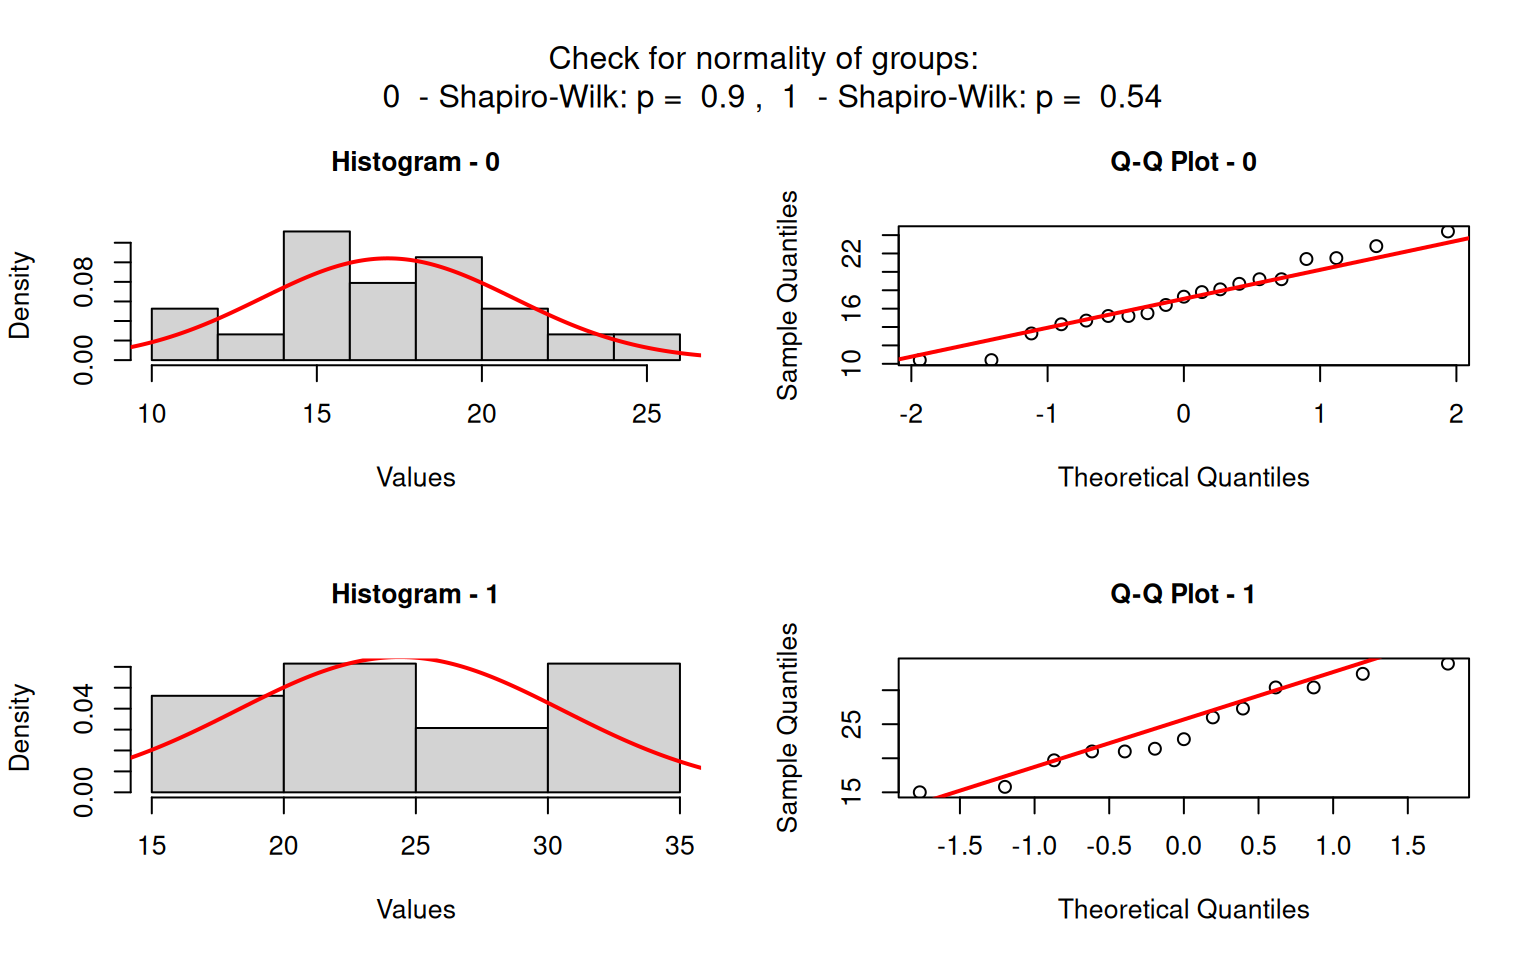 Check for normality of groups:
0  - Shapiro-Wilk: p =  0.9 ,  1  - Shapiro-Wilk: p =  0.54
Histogram - 0
Density
0.00 0.08
10 15 20 25
Values
Q-Q Plot - 0
Sample Quantiles
10 16 22
-2 -1 0 1 2
Theoretical Quantiles
Histogram - 1
Density
0.00 0.04
15 20 25 30 35
Values
Q-Q Plot - 1
Sample Quantiles
15 25
-1.5 -1.0 -0.5 0.0 0.5 1.0 1.5
Theoretical Quantiles